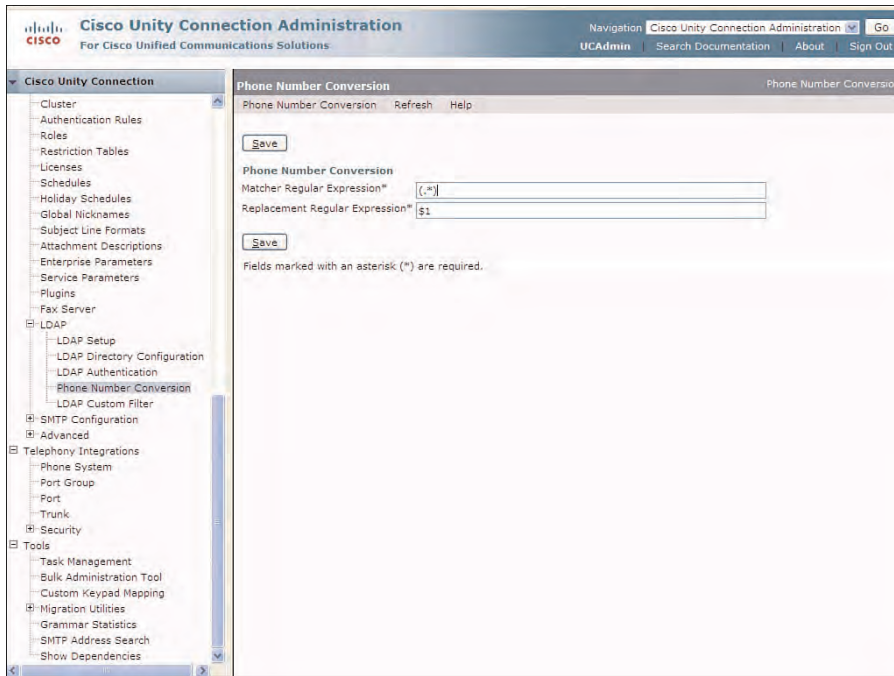 Cisco Unity Connection Administration
Navigation Cisco Unity Connection Administration Go
CISCO
For Cisco Unified Communications Solutions
UCAdmin | Search Documentation | About | Sign Out
Cisco Unity Connection
Cluster
Authentication Rules
Roles
Restriction Tables
Licenses
Schedules
Holiday Schedules
Global Nicknames
Subject Line Formats
Attachment Descriptions
Enterprise Parameters
Service Parameters
Plugins
Fax Server
LDAP
LDAP Setup
LDAP Directory Configuration
LDAP Authentication
Phone Number Conversion
LDAP Custom Filter
SMTP Configuration
Advanced
Telephony Integrations
Phone System
Port Group
Port
Trunk
Security
Tools
Task Management
Bulk Administration Tool
Custom Keypad Mapping
Migration Utilities
Grammar Statistics
SMTP Address Search
Show Dependencies
Phone Number Conversion
Phone Number Conversio
Phone Number Conversion Refresh Help
Save
Phone Number Conversion
Matcher Regular Expression* (.*)
Replacement Regular Expression* $1
Save
Fields marked with an asterisk (*) are required.